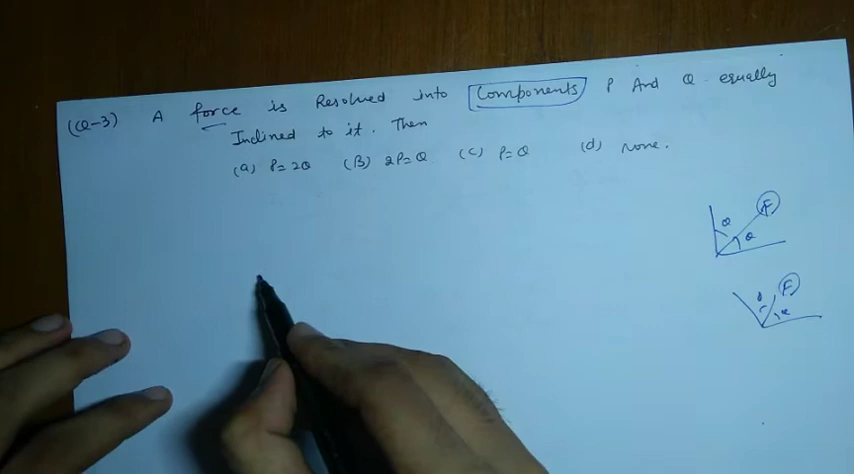 (Q-3) A force is Resolved into Components P And Q equally
Inclined to it. Then
(a) P=2Q (B) 2P=Q (C) P=Q (d) None.
θ F
θ
θ F
θ